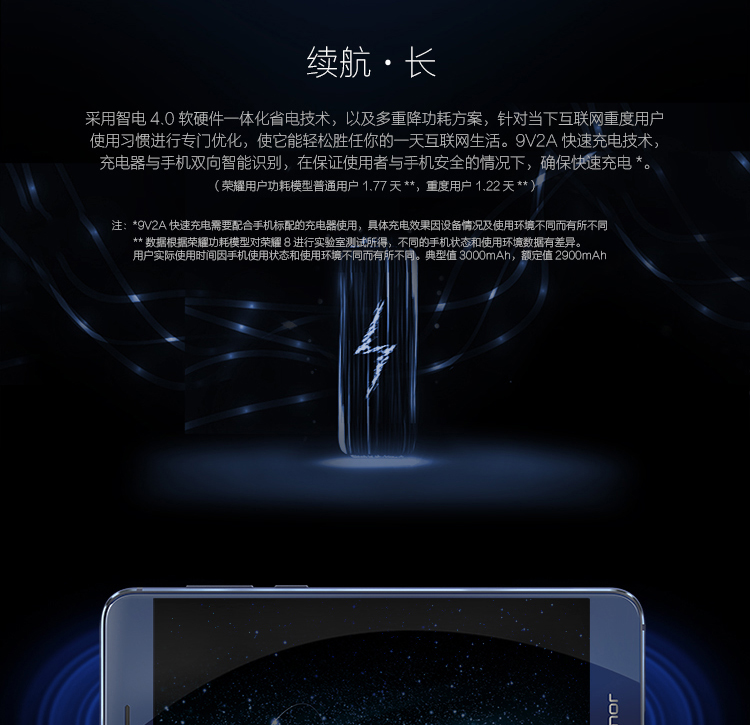 续航·长
采用智电 4.0 软硬件一体化省电技术，以及多重降功耗方案，针对当下互联网重度用户
使用习惯进行专门优化，使它能轻松胜任你的一天互联网生活。9V2A 快速充电技术，
充电器与手机双向智能识别，在保证使用者与手机安全的情况下，确保快速充电 *。
（ 荣耀用户功耗模型普通用户 1.77 天 **，重度用户 1.22 天 ** ）
注：*9V2A 快速充电需要配合手机标配的充电器使用，具体充电效果因设备情况及使用环境不同而有所不同
** 数据根据荣耀功耗模型对荣耀 8 进行实验室测试所得，不同的手机状态和使用环境数据有差异。
用户实际使用时间因手机使用状态和使用环境不同而有所不同。典型值 3000mAh，额定值 2900mAh
nor